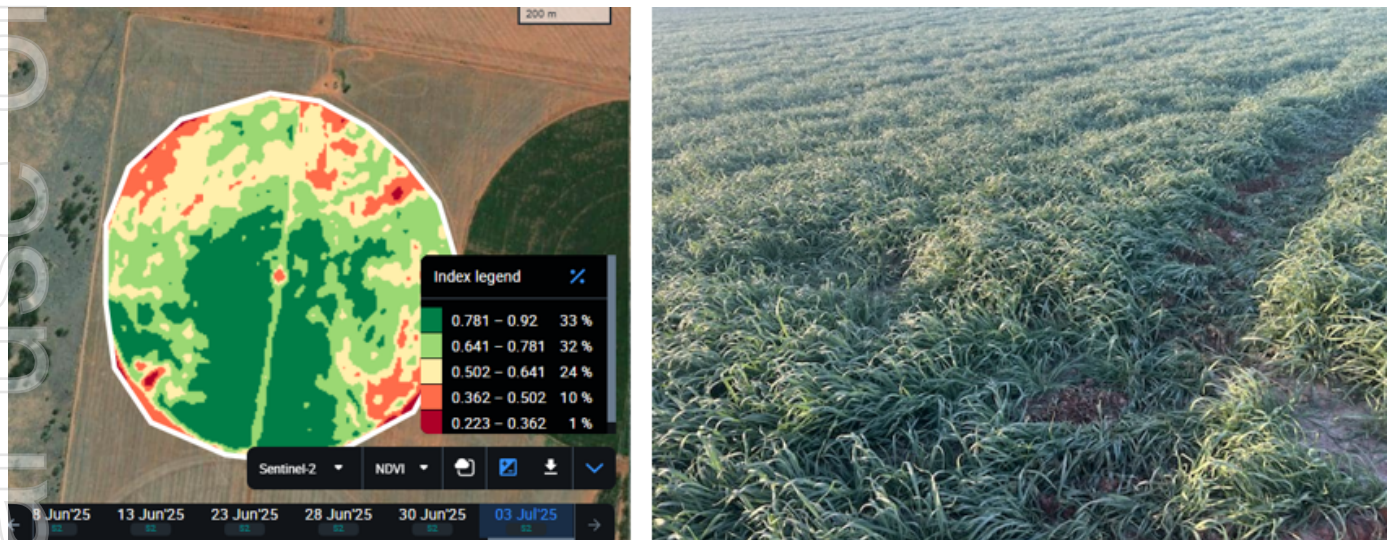 200 m
Index legend
0.781 – 0.92 33 %
0.641 – 0.781 32 %
0.502 – 0.641 24 %
0.362 – 0.502 10 %
0.223 – 0.362 1 %
Sentinel-2 NDVI
8 Jun'25 13 Jun'25 23 Jun'25 28 Jun'25 30 Jun'25 03 Jul'25
S2 S2 S2 S2 S2 S2